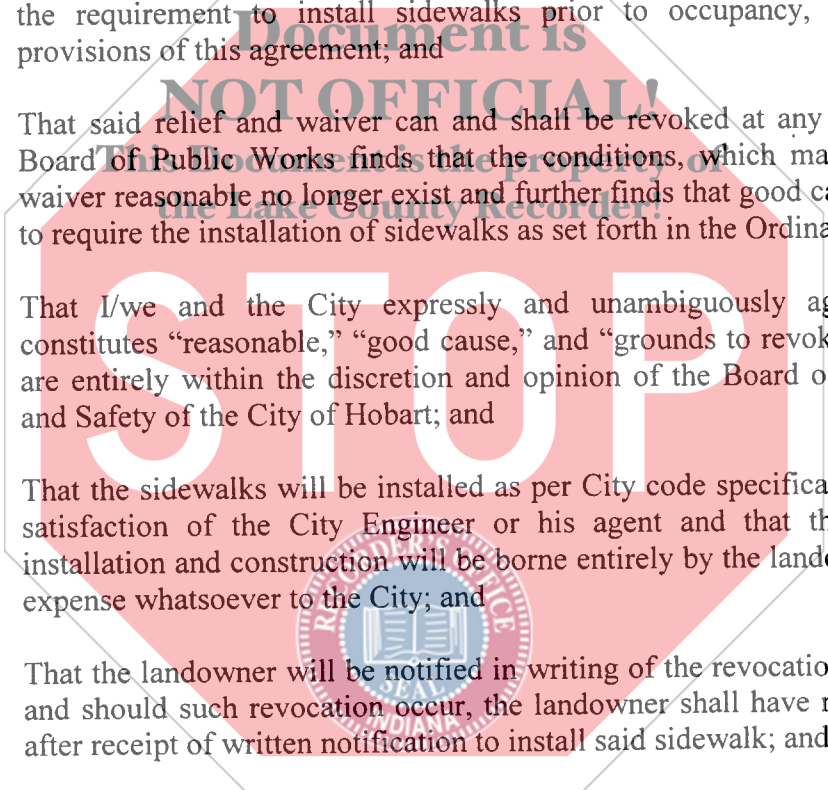 the requirement to install sidewalks prior to occupancy,
provisions of this agreement; and
Document is
NOT OFFICIAL!
That said relief and waiver can and shall be revoked at any
Board of Public Works finds that the conditions, which ma
This Document is the property of
waiver reasonable no longer exist and further finds that good ca
the Lake County Recorder!
to require the installation of sidewalks as set forth in the Ordina
STOP
That I/we and the City expressly and unambiguously ag
constitutes “reasonable,” “good cause,” and “grounds to revok
are entirely within the discretion and opinion of the Board o
and Safety of the City of Hobart; and
That the sidewalks will be installed as per City code specifica
satisfaction of the City Engineer or his agent and that th
installation and construction will be borne entirely by the lando
expense whatsoever to the City; and
RECORDER'S OFFICE
SEAL
INDIANA
That the landowner will be notified in writing of the revocatio
and should such revocation occur, the landowner shall have
after receipt of written notification to install said sidewalk; and